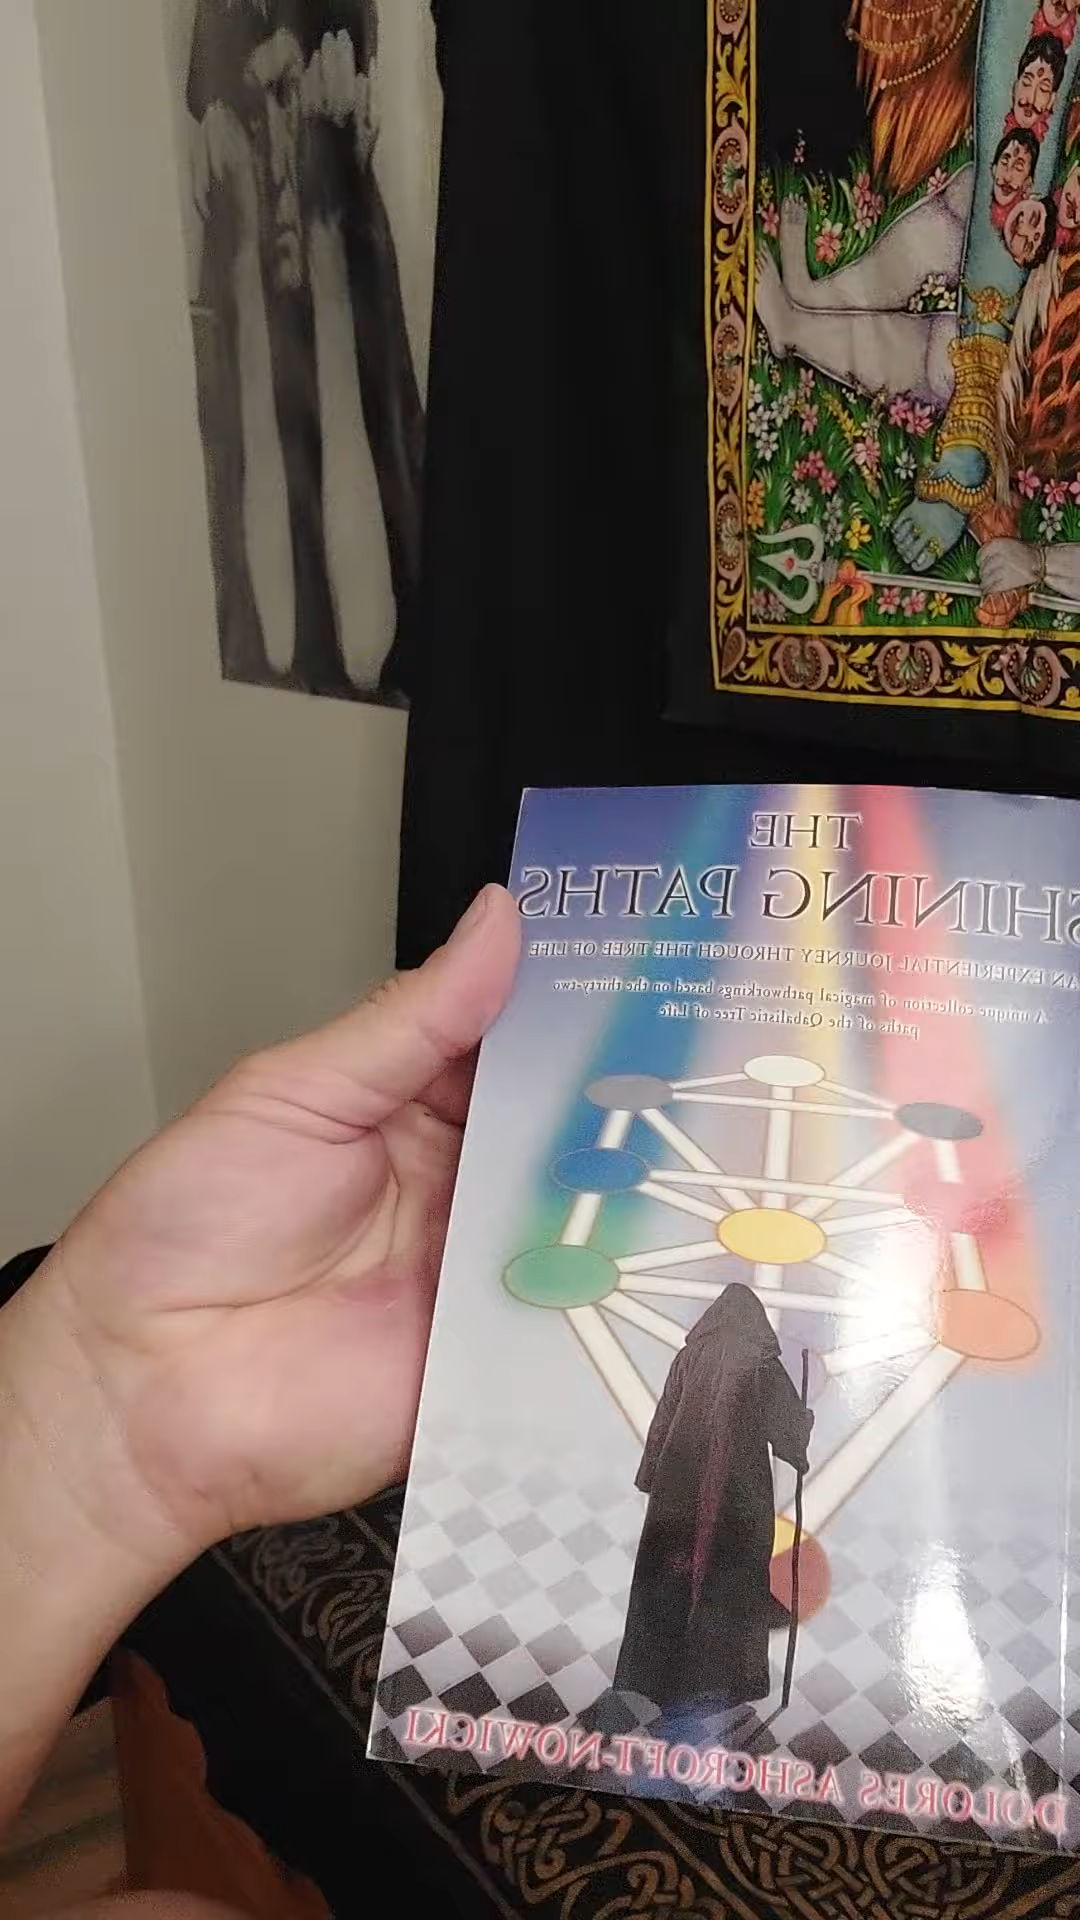 THE
SHINING PATHS
AN EXPERIENTIAL JOURNEY THROUGH THE TREE OF LIFE
A unique collection of magical pathworkings based on the thirty-two
paths of the Qabalistic Tree of Life
DOLORES ASHCROFT-NOWICKI